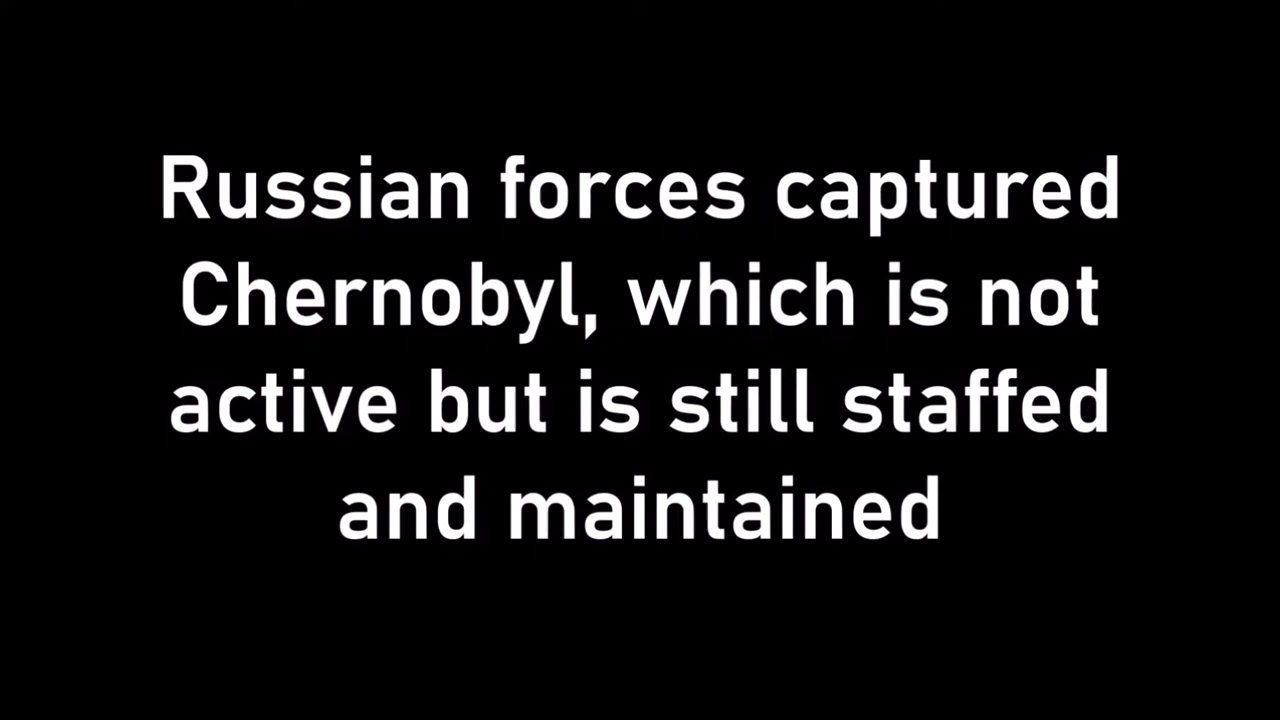 Russian forces captured
Chernobyl, which is not
active but is still staffed
and maintained